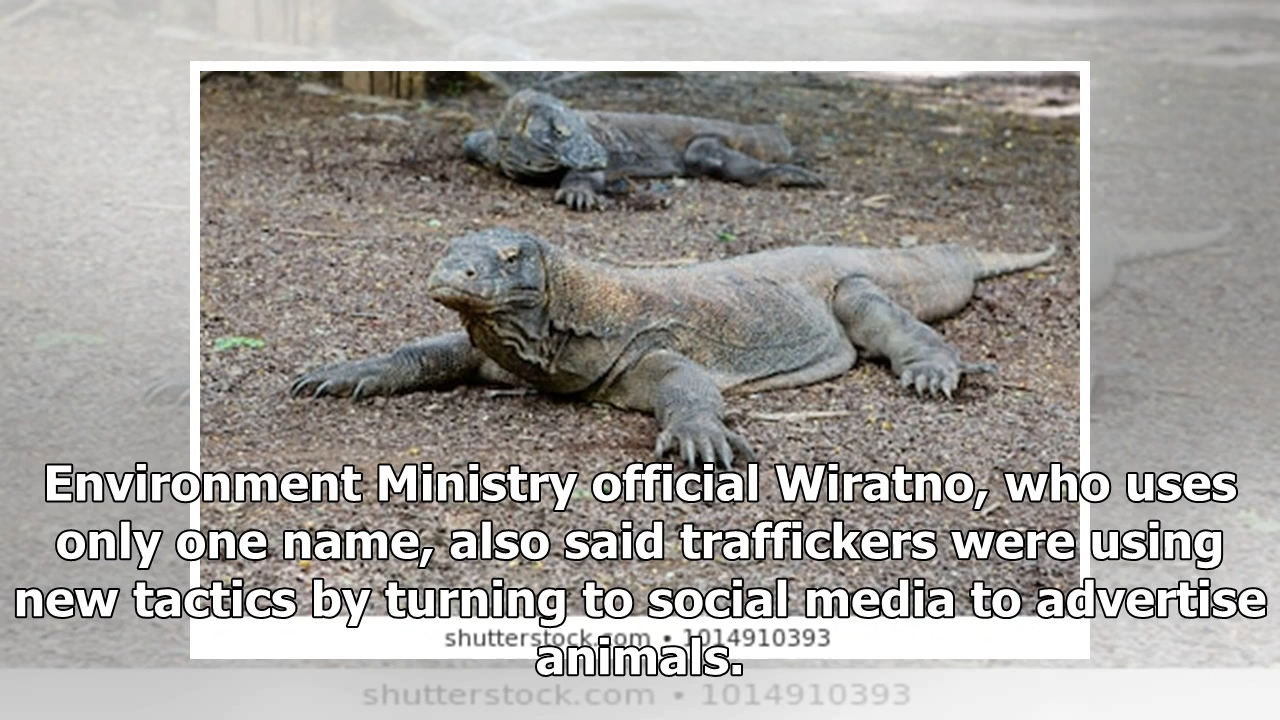 Environment Ministry official Wiratno, who uses
only one name, also said traffickers were using
new tactics by turning to social media to advertise
shutterstock.com • 1014910393
animals.
shutterstock.com • 1014910393